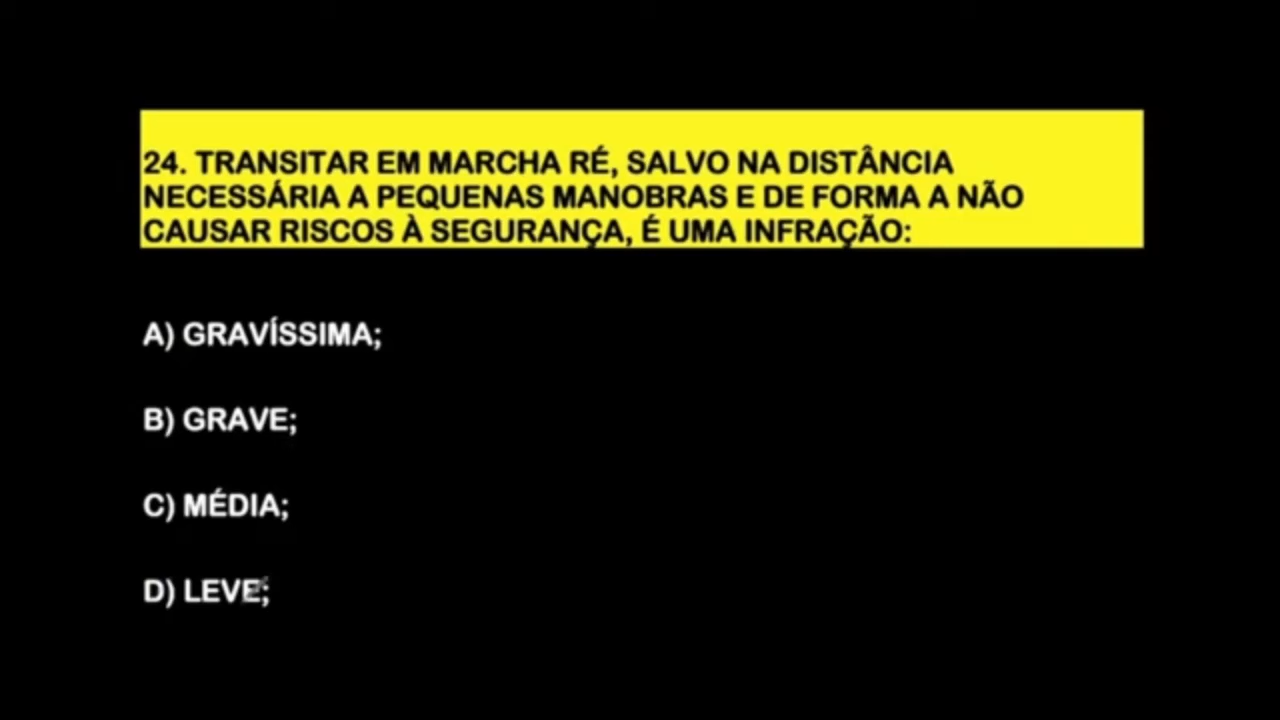 24. TRANSITAR EM MARCHA RÉ, SALVO NA DISTÂNCIA
NECESSÁRIA A PEQUENAS MANOBRAS E DE FORMA A NÃO
CAUSAR RISCOS À SEGURANÇA, É UMA INFRAÇÃO:
A) GRAVÍSSIMA;
B) GRAVE;
C) MÉDIA;
D) LEVE;